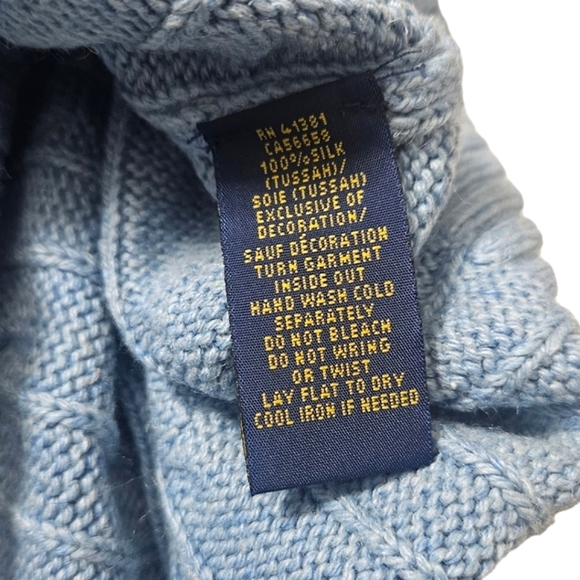 RN 41381
CA56658
100%SILK
(TUSSAH)/
SOIE (TUSSAH)
EXCLUSIVE OF
DECORATION/
SAUF DÉCORATION
TURN GARMENT
INSIDE OUT
HAND WASH COLD
SEPARATELY
DO NOT BLEACH
DO NOT WRING
OR TWIST
LAY FLAT TO DRY
COOL IRON IF NEEDED